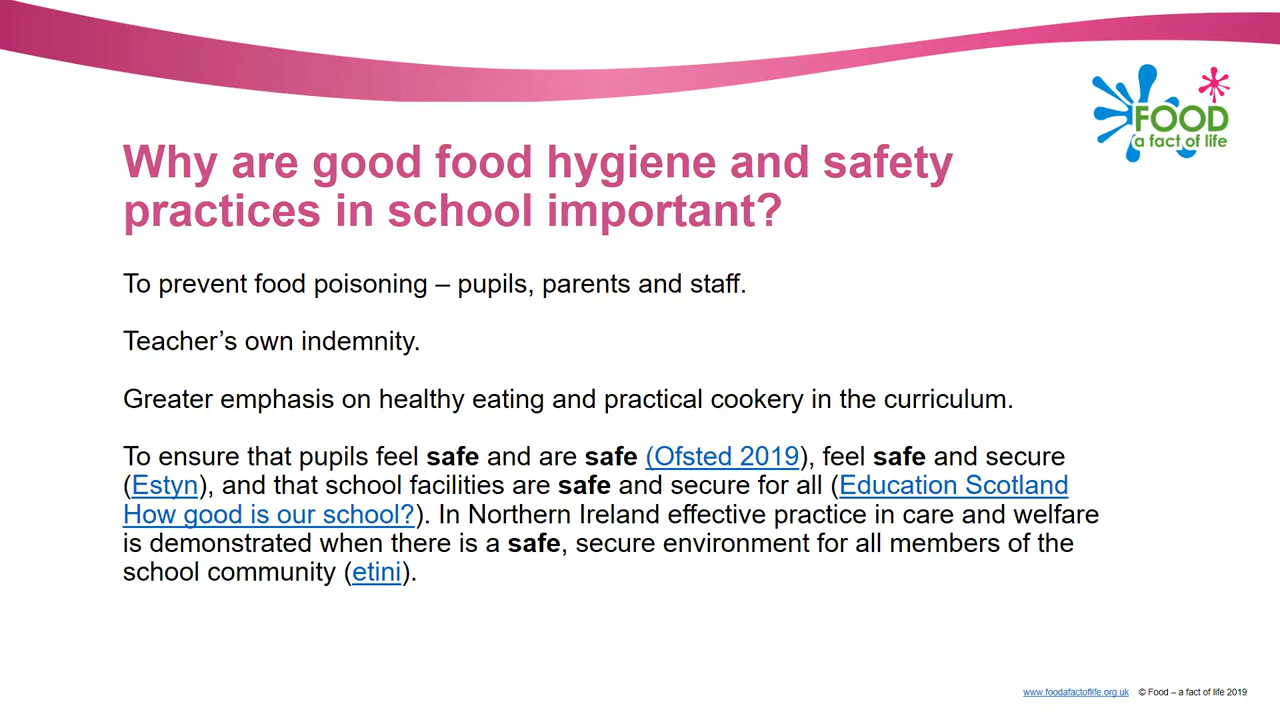 FOOD
a fact of life
Why are good food hygiene and safety
practices in school important?
To prevent food poisoning – pupils, parents and staff.
Teacher’s own indemnity.
Greater emphasis on healthy eating and practical cookery in the curriculum.
To ensure that pupils feel safe and are safe (Ofsted 2019), feel safe and secure
(Estyn), and that school facilities are safe and secure for all (Education Scotland
How good is our school?). In Northern Ireland effective practice in care and welfare
is demonstrated when there is a safe, secure environment for all members of the
school community (etini).
www.foodafactoflife.org.uk © Food – a fact of life 2019